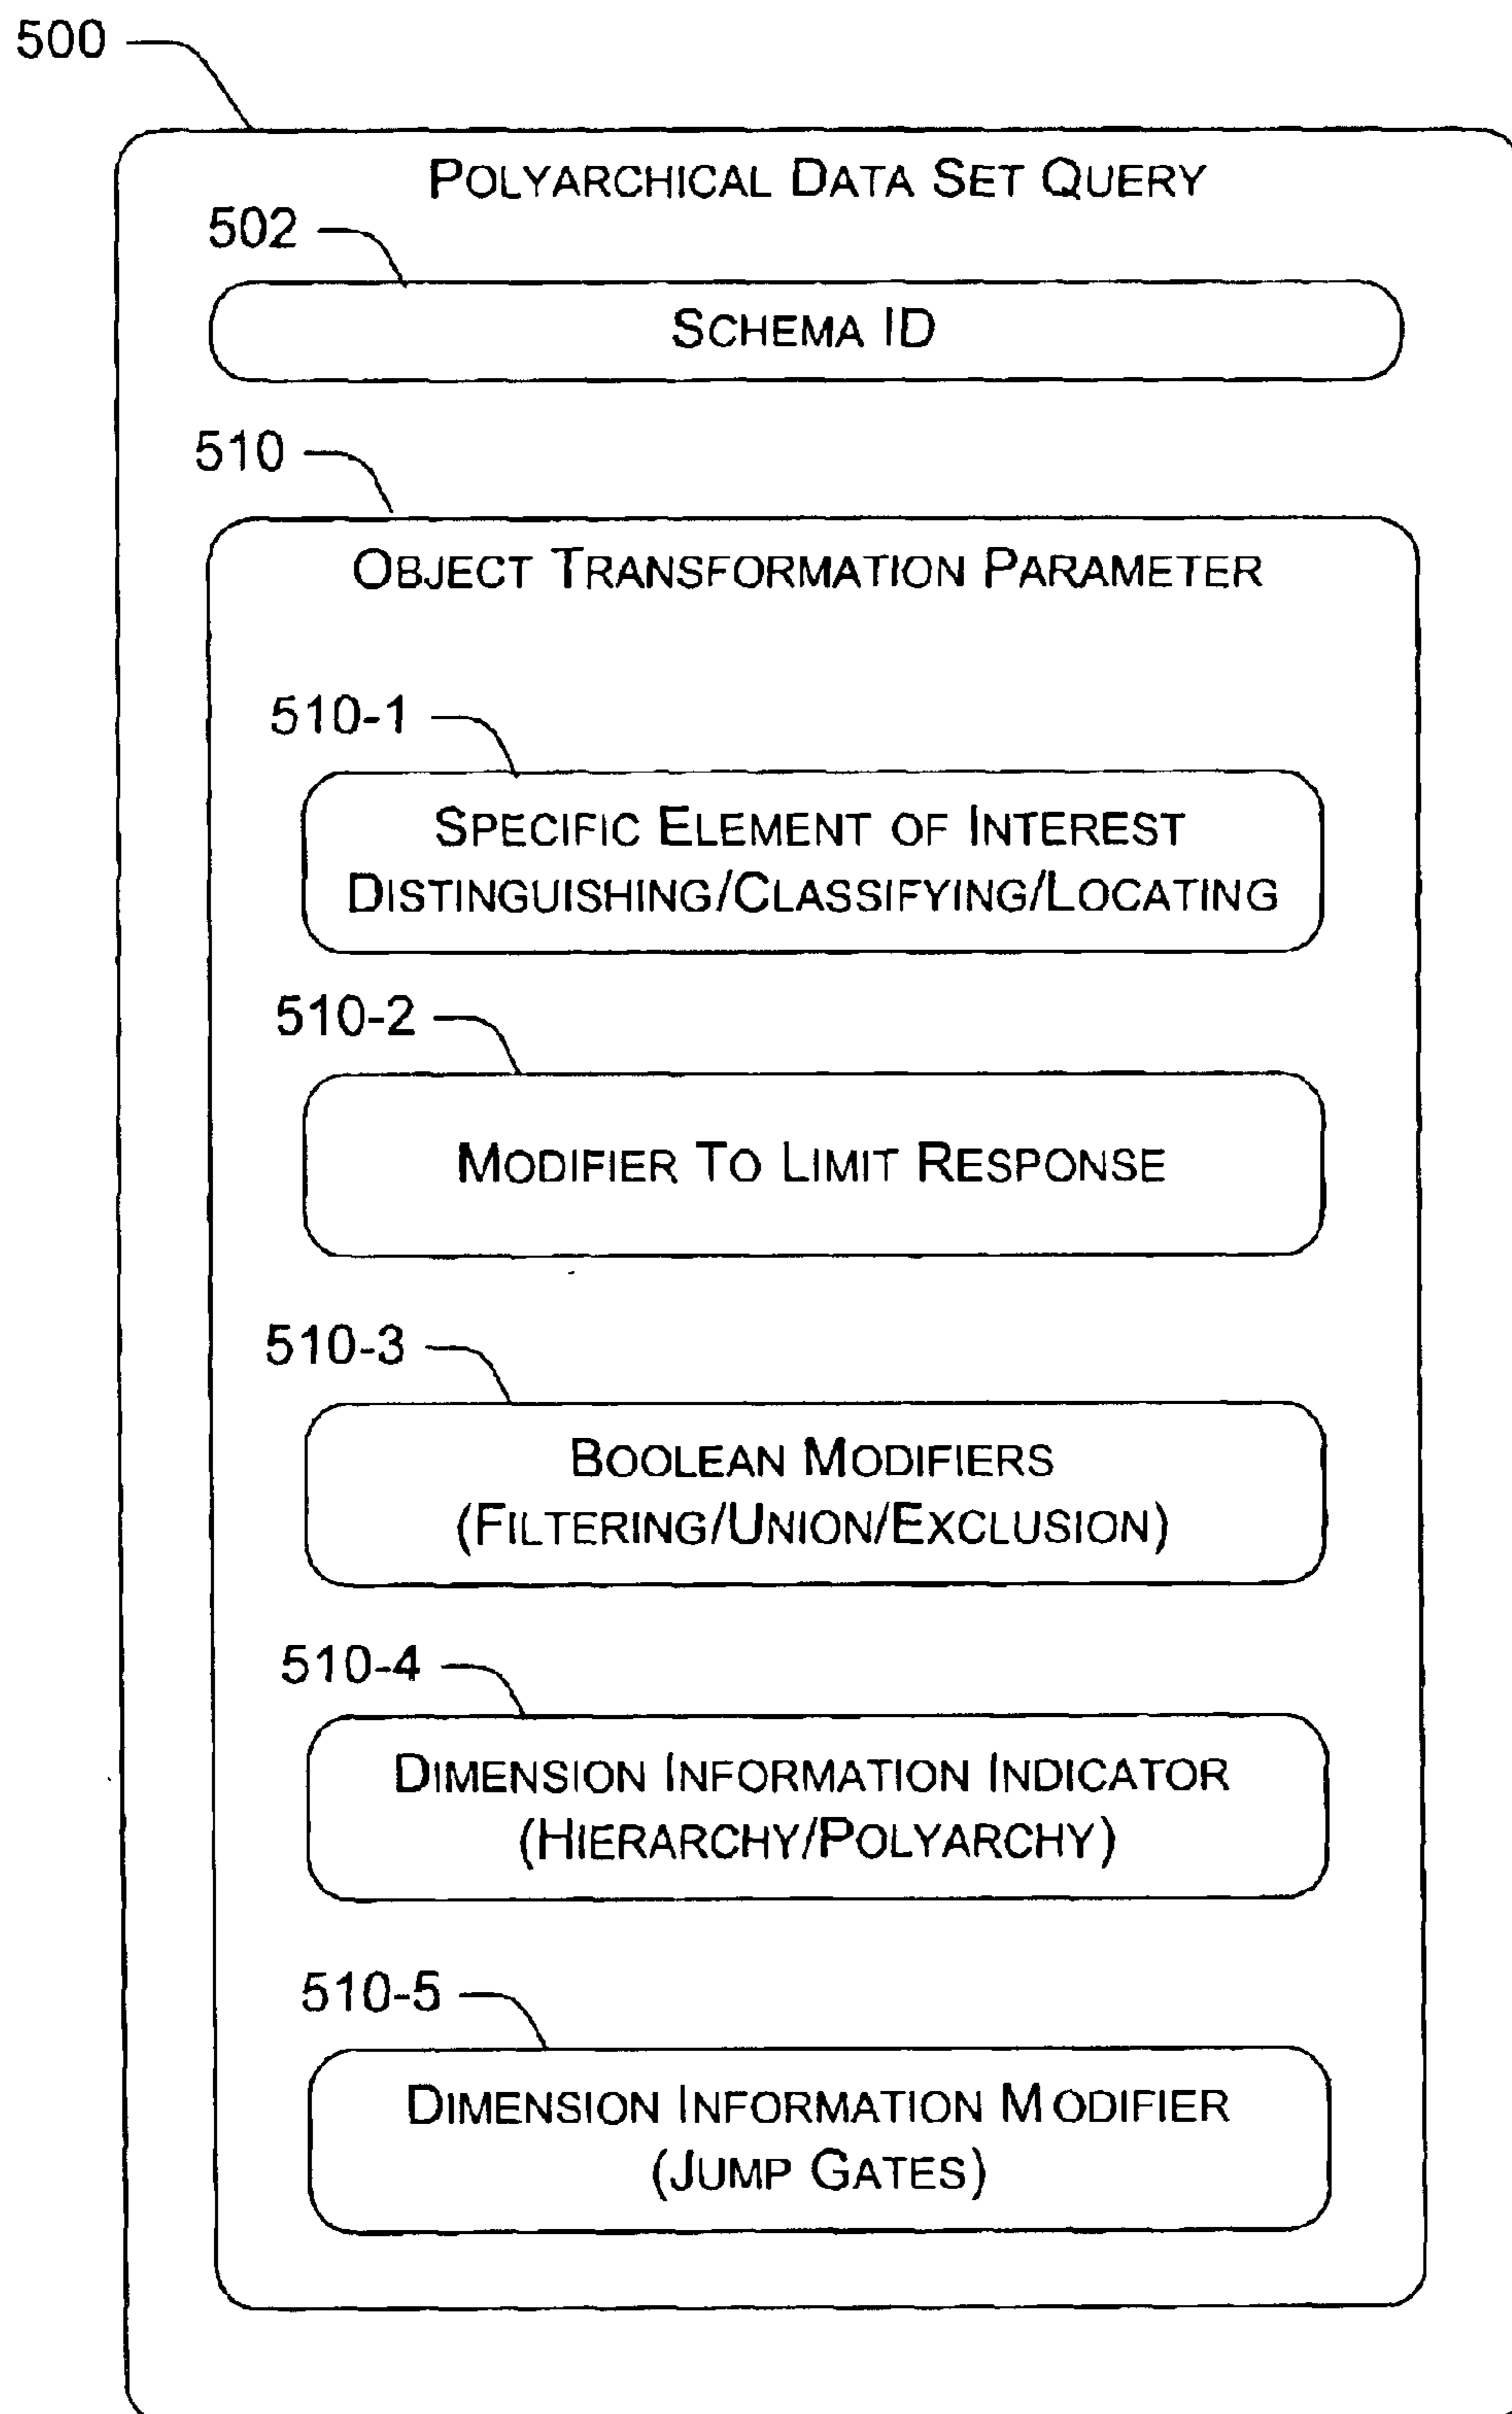 500
POLYARCHICAL DATA SET QUERY
502
SCHEMA ID
510
OBJECT TRANSFORMATION PARAMETER
510-1
SPECIFIC ELEMENT OF INTEREST
DISTINGUISHING/CLASSIFYING/LOCATING
510-2
MODIFIER TO LIMIT RESPONSE
510-3
BOOLEAN MODIFIERS
(FILTERING/UNION/EXCLUSION)
510-4
DIMENSION INFORMATION INDICATOR
(HIERARCHY/POLYARCHY)
510-5
DIMENSION INFORMATION MODIFIER
(JUMP GATES)